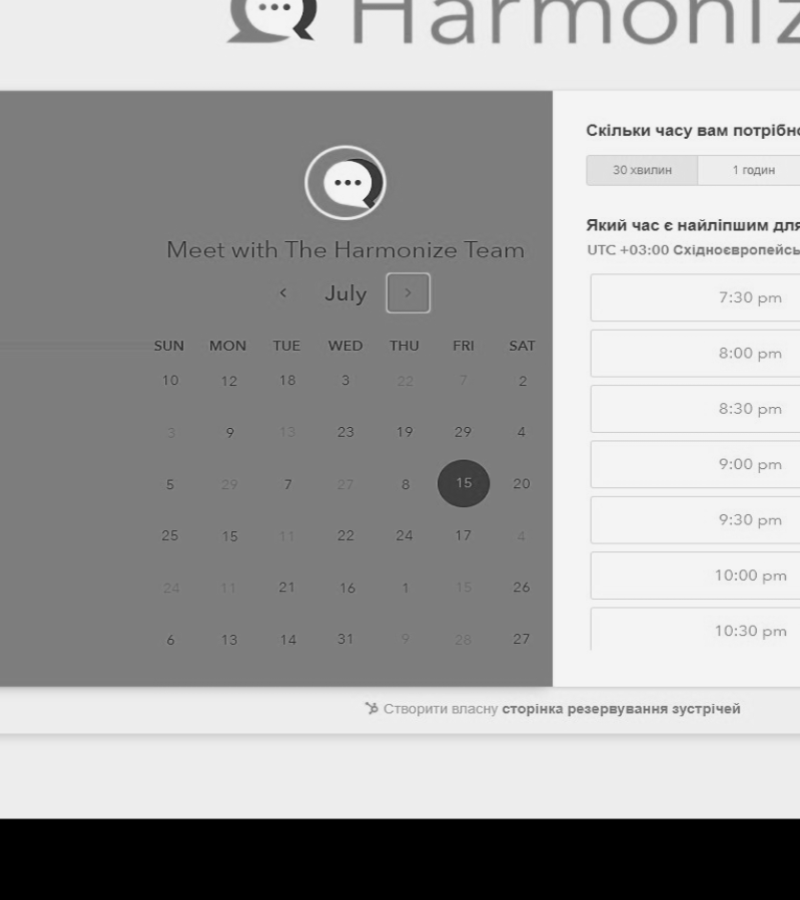 Harmoniz
Скільки часу вам потрібно
30 хвилин 1 годин
Meet with The Harmonize Team
Який час є найліпшим для
UTC +03:00 Східноєвропейсь
‹ July ›
SUN MON TUE WED THU FRI SAT
10 12 18 3 22 7 2
3 9 13 23 19 29 4
5 29 7 27 8 15 20
25 15 11 22 24 17 4
24 11 21 16 1 15 26
6 13 14 31 9 28 27
7:30 pm
8:00 pm
8:30 pm
9:00 pm
9:30 pm
10:00 pm
10:30 pm
Створити власну сторінка резервування зустрічей